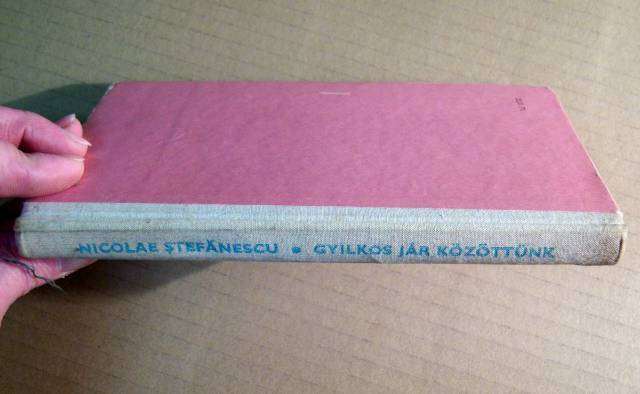 NICOLAE ŞTEFĂNESCU • GYILKOS JÁR KÖZÖTTÜNK